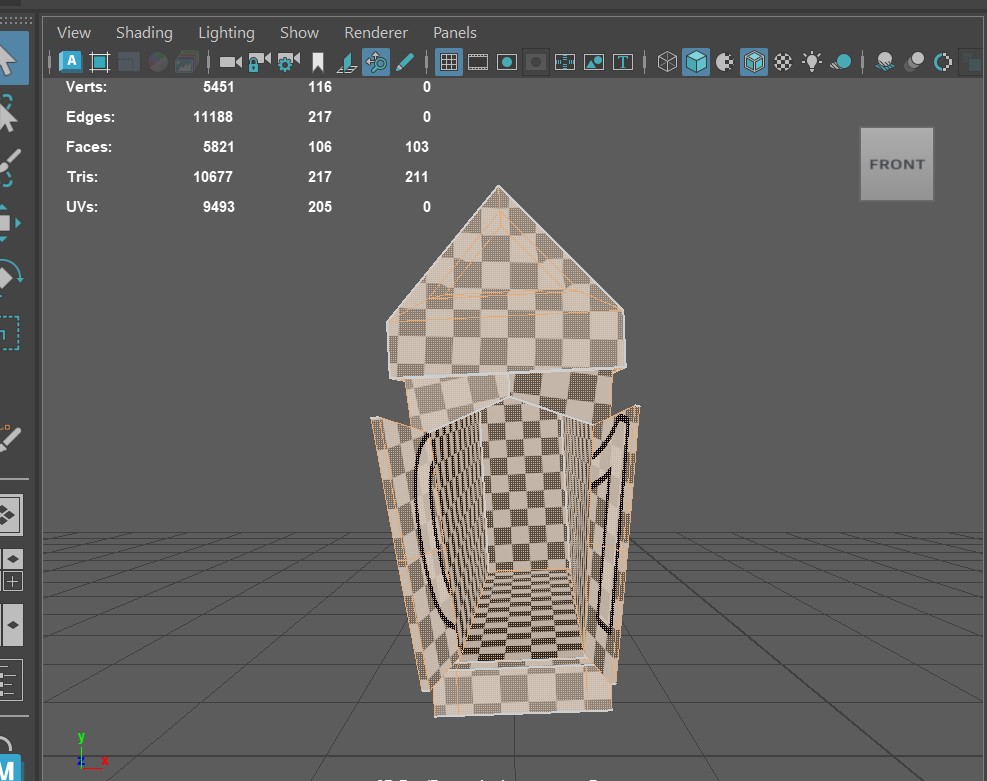 View Shading Lighting Show Renderer Panels
A T
Verts: 5451 116 0
Edges: 11188 217 0
Faces: 5821 106 103
Tris: 10677 217 211
UVs: 9493 205 0
FRONT
y
z x
M